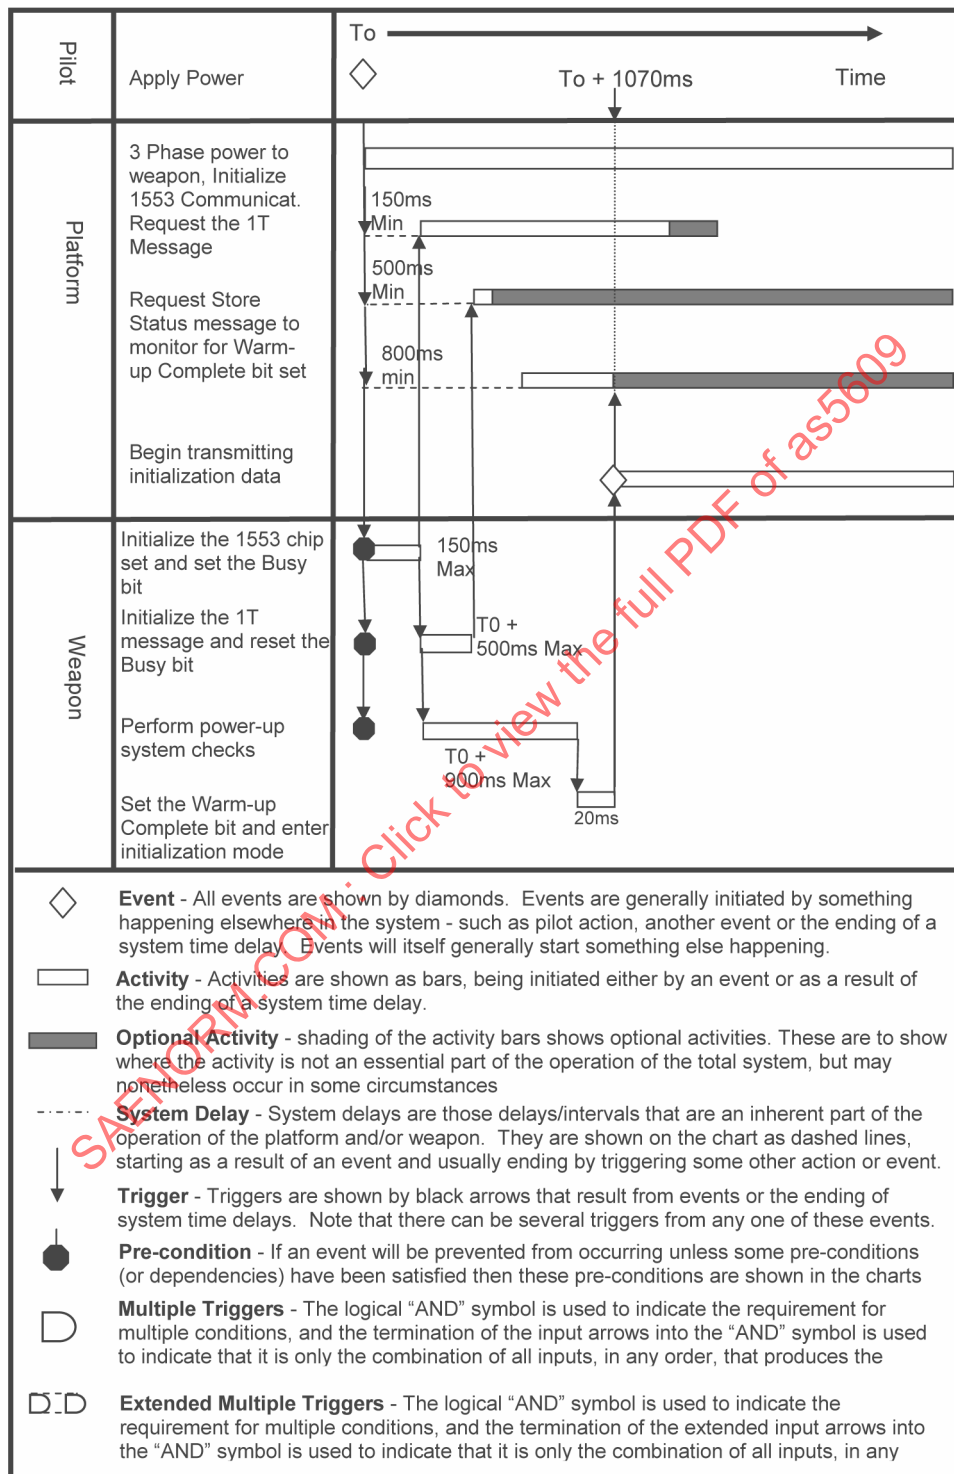 Pilot
Apply Power
To
To + 1070ms
Time
Platform
3 Phase power to
weapon, Initialize
1553 Communicat.
Request the 1T
Message
150ms
Min
500ms
Min
Request Store
Status message to
monitor for Warm-
up Complete bit set
800ms
min
Begin transmitting
initialization data
Weapon
Initialize the 1553 chip
set and set the Busy
bit
150ms
Max
Initialize the 1T
message and reset the
Busy bit
T0 +
500ms Max
Perform power-up
system checks
T0 +
900ms Max
Set the Warm-up
Complete bit and enter
initialization mode
20ms
Event - All events are shown by diamonds. Events are generally initiated by something
happening elsewhere in the system - such as pilot action, another event or the ending of a
system time delay. Events will itself generally start something else happening.
Activity - Activities are shown as bars, being initiated either by an event or as a result of
the ending of a system time delay.
Optional Activity - shading of the activity bars shows optional activities. These are to show
where the activity is not an essential part of the operation of the total system, but may
nonetheless occur in some circumstances
System Delay - System delays are those delays/intervals that are an inherent part of the
operation of the platform and/or weapon. They are shown on the chart as dashed lines,
starting as a result of an event and usually ending by triggering some other action or event.
Trigger - Triggers are shown by black arrows that result from events or the ending of
system time delays. Note that there can be several triggers from any one of these events.
Pre-condition - If an event will be prevented from occurring unless some pre-conditions
(or dependencies) have been satisfied then these pre-conditions are shown in the charts
Multiple Triggers - The logical “AND” symbol is used to indicate the requirement for
multiple conditions, and the termination of the input arrows into the “AND” symbol is used
to indicate that it is only the combination of all inputs, in any order, that produces the
Extended Multiple Triggers - The logical “AND” symbol is used to indicate the
requirement for multiple conditions, and the termination of the extended input arrows into
the “AND” symbol is used to indicate that it is only the combination of all inputs, in any
SAENORM.COM : Click to view the full PDF of as5609